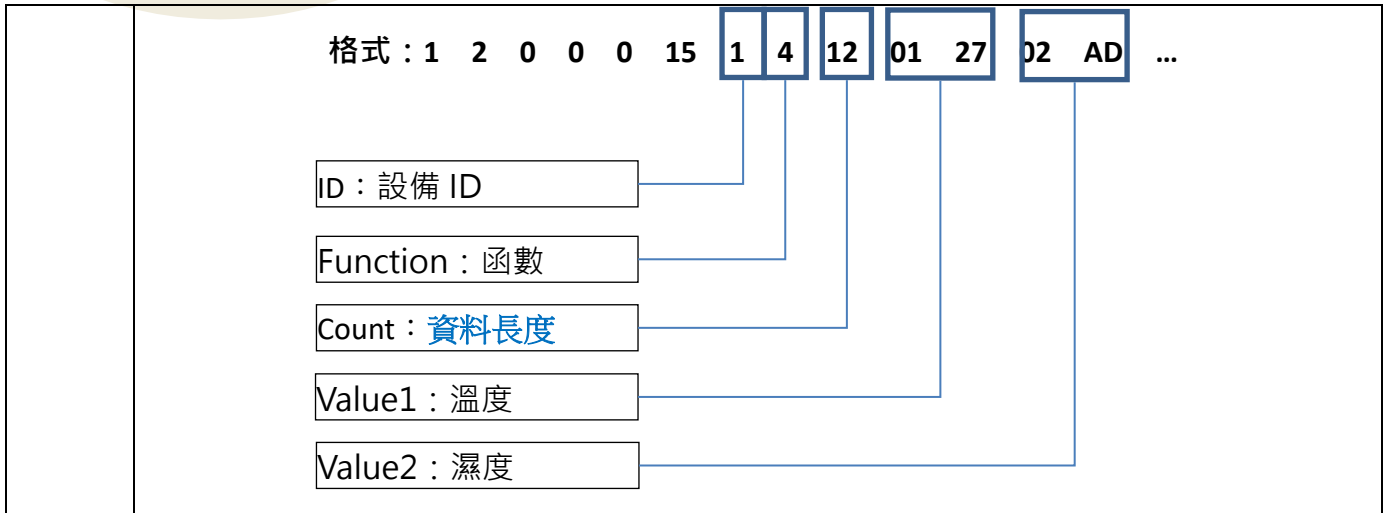 格式：1 2 0 0 0 15 1 4 12 01 27 02 AD …
ID：設備 ID
Function：函數
Count：資料長度
Value1：溫度
Value2：濕度